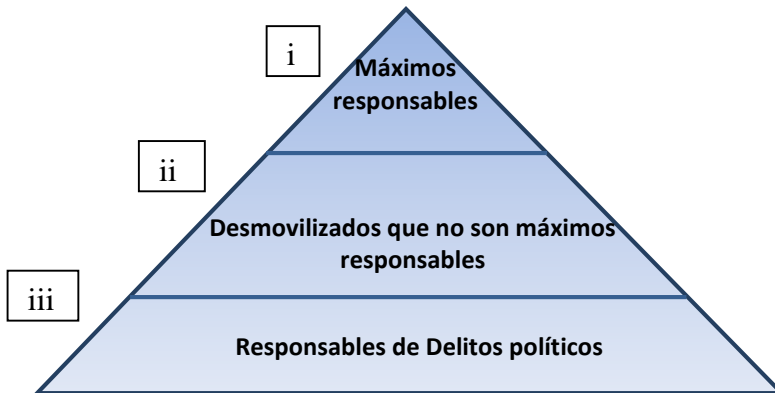 i
Máximos
responsables
ii
Desmovilizados que no son máximos
responsables
iii
Responsables de Delitos políticos